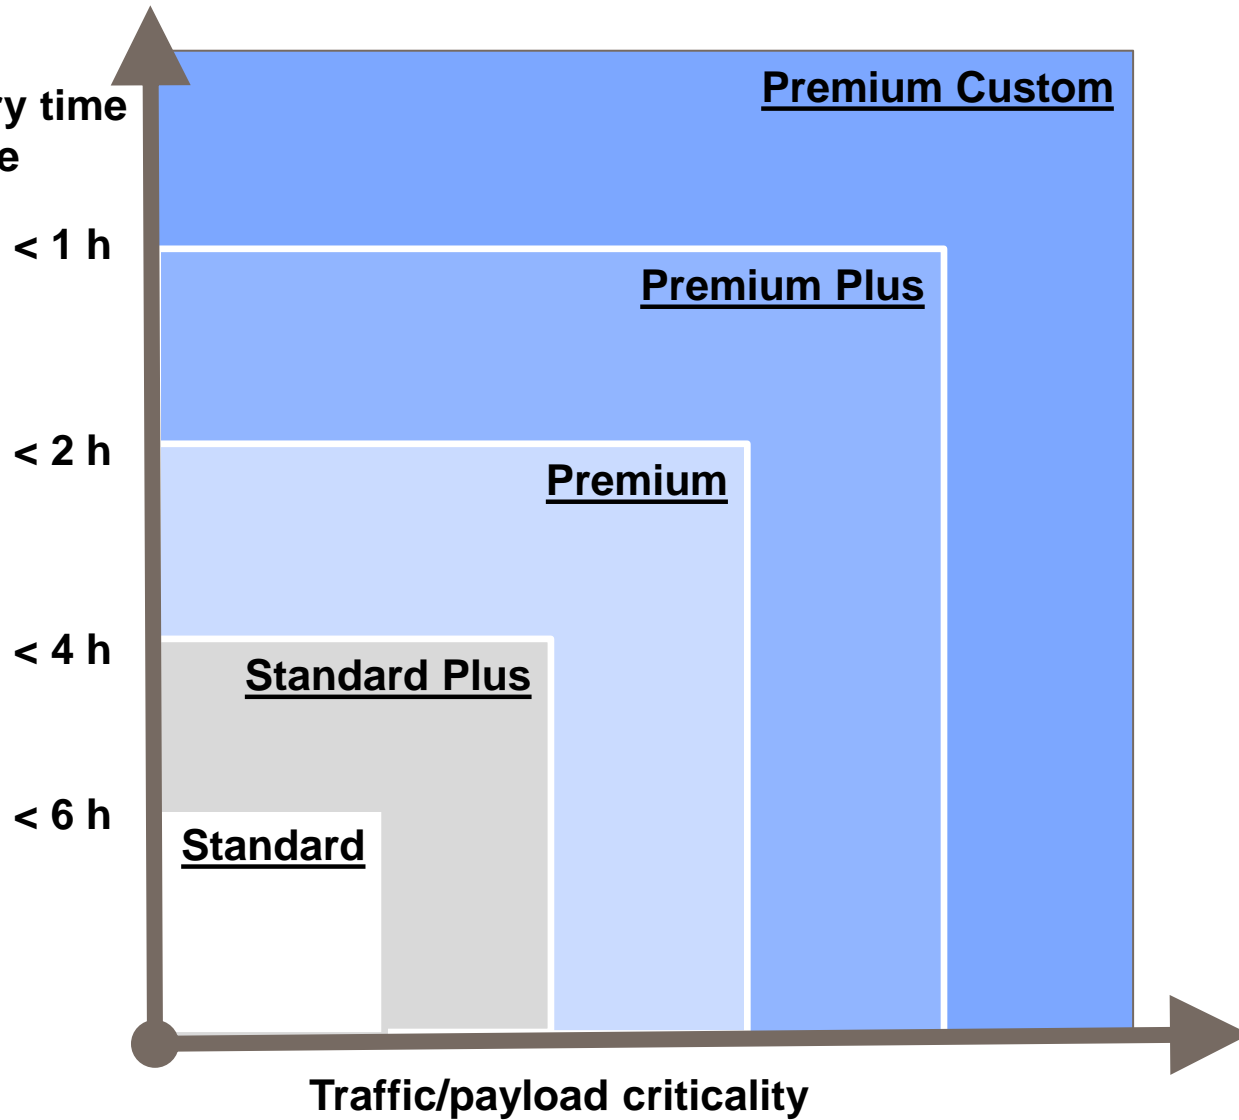 Premium Custom
ry time
e
< 1 h
Premium Plus
< 2 h
Premium
< 4 h
Standard Plus
< 6 h
Standard
Traffic/payload criticality